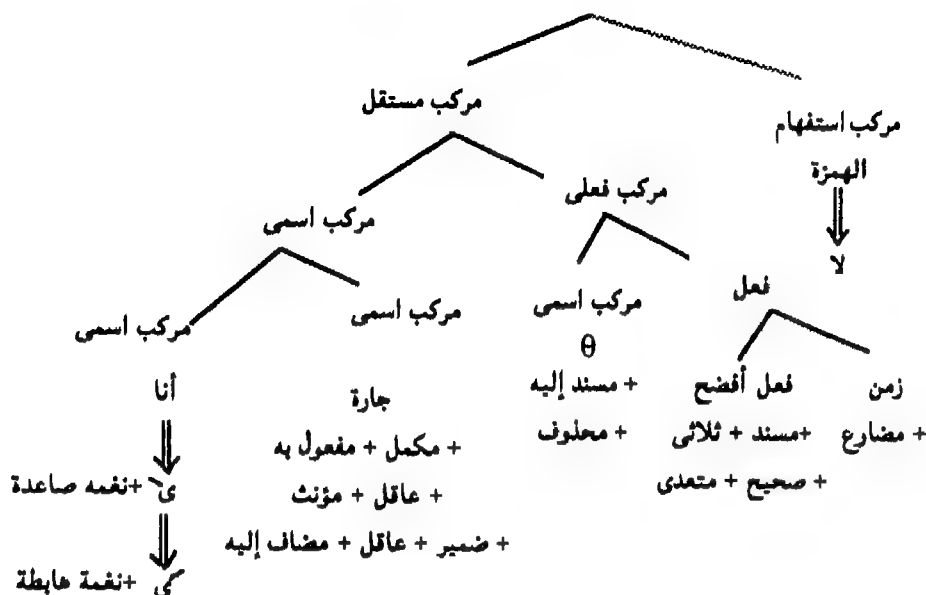 مركب استفهام
الهمزة
لا
مركب مستقل
مركب فعلى
مركب اسمى
فعل
مركب اسمى
مركب اسمى
مركب اسمى
زمن
+ مضارع
فعل أفضح
+مسند + ثلاثى
+ صحيح + متعدى
θ
+ مسند إليه
+ محذوف
جارة
+ مكمل + مفعول به
+ عاقل + مؤنث
+ ضمير + عاقل + مضاف إليه
أنا
ىَ +نغمه صاعدة
ى +نغمة هابطة